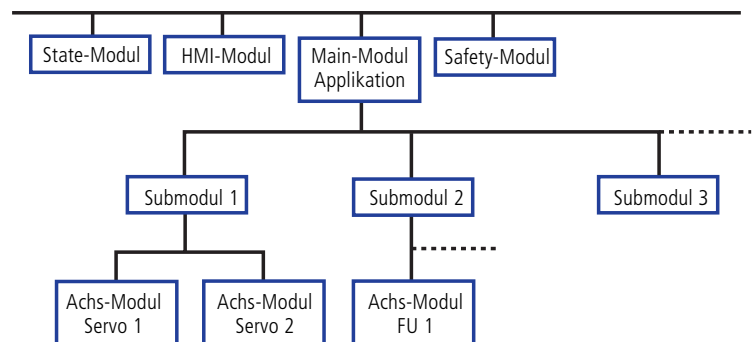 State-Modul
HMI-Modul
Main-Modul
Applikation
Safety-Modul
Submodul 1
Submodul 2
Submodul 3
Achs-Modul
Servo 1
Achs-Modul
Servo 2
Achs-Modul
FU 1